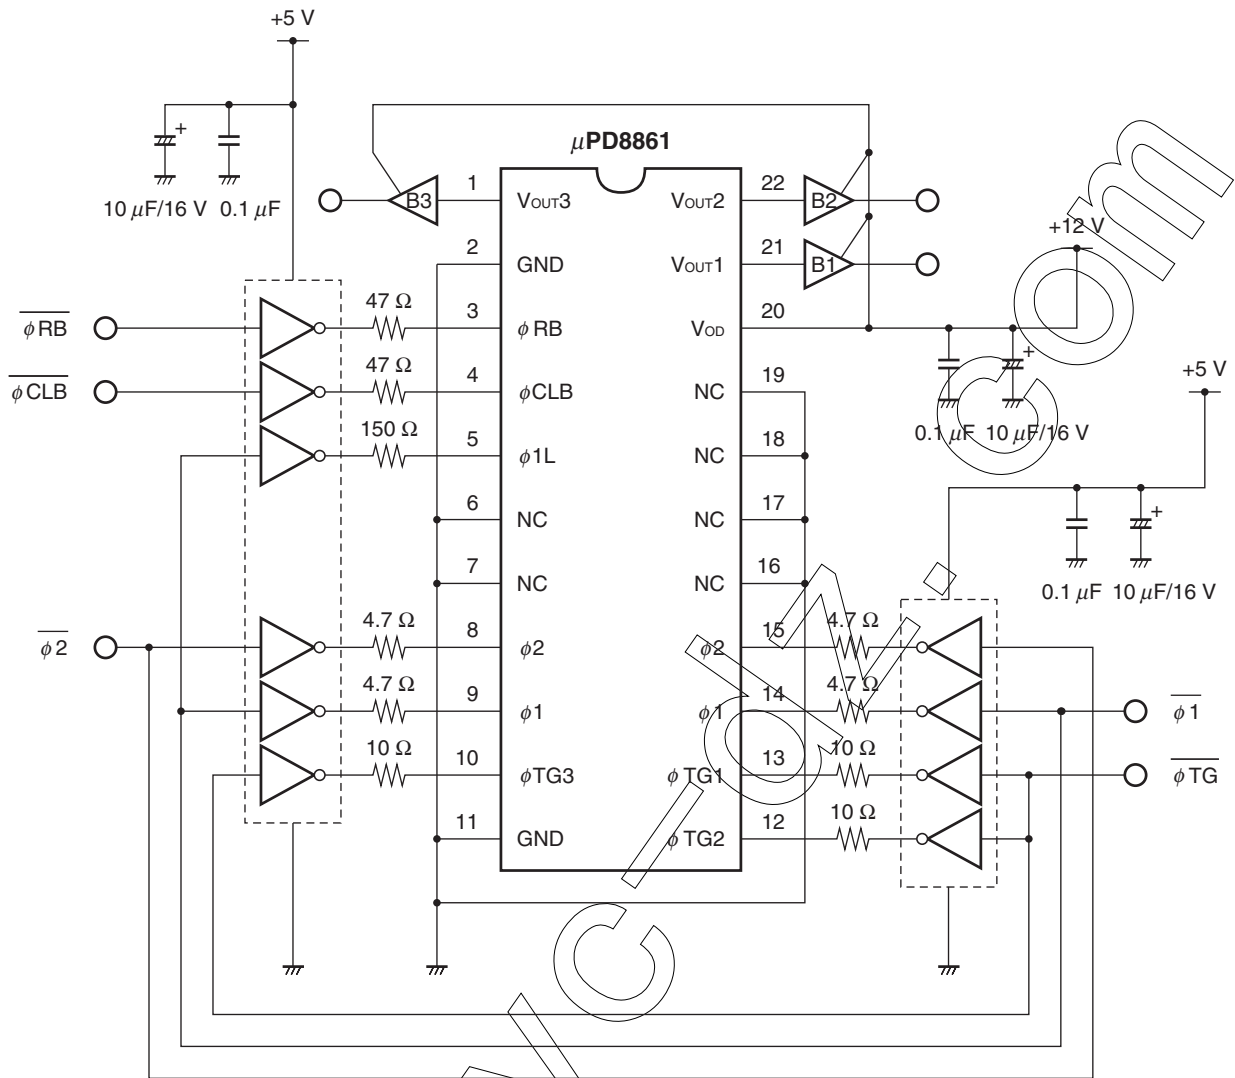 +5 V
10 μF/16 V 0.1 μF
μPD8861
B3 1 VOUT3 VOUT2 22 B2
+12 V
2 GND VOUT1 21 B1
φRB 47 Ω 3 φRB VOD 20
φCLB 47 Ω 4 φCLB NC 19
+5 V
0.1 μF 10 μF/16 V
150 Ω 5 φ1L NC 18
6 NC NC 17
7 NC NC 16
0.1 μF 10 μF/16 V
φ2 4.7 Ω 8 φ2 φ2 15 4.7 Ω
4.7 Ω 9 φ1 φ1 14 4.7 Ω φ1
10 Ω 10 φTG3 φTG1 13 10 Ω φTG
11 GND φTG2 12 10 Ω